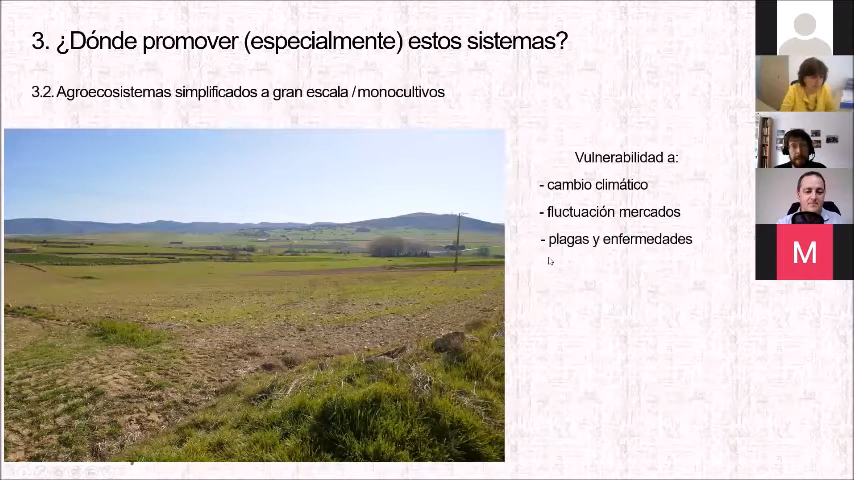 3. ¿Dónde promover (especialmente) estos sistemas?
3.2. Agroecosistemas simplificados a gran escala / monocultivos
Vulnerabilidad a:
- cambio climático
- fluctuación mercados
- plagas y enfermedades
M